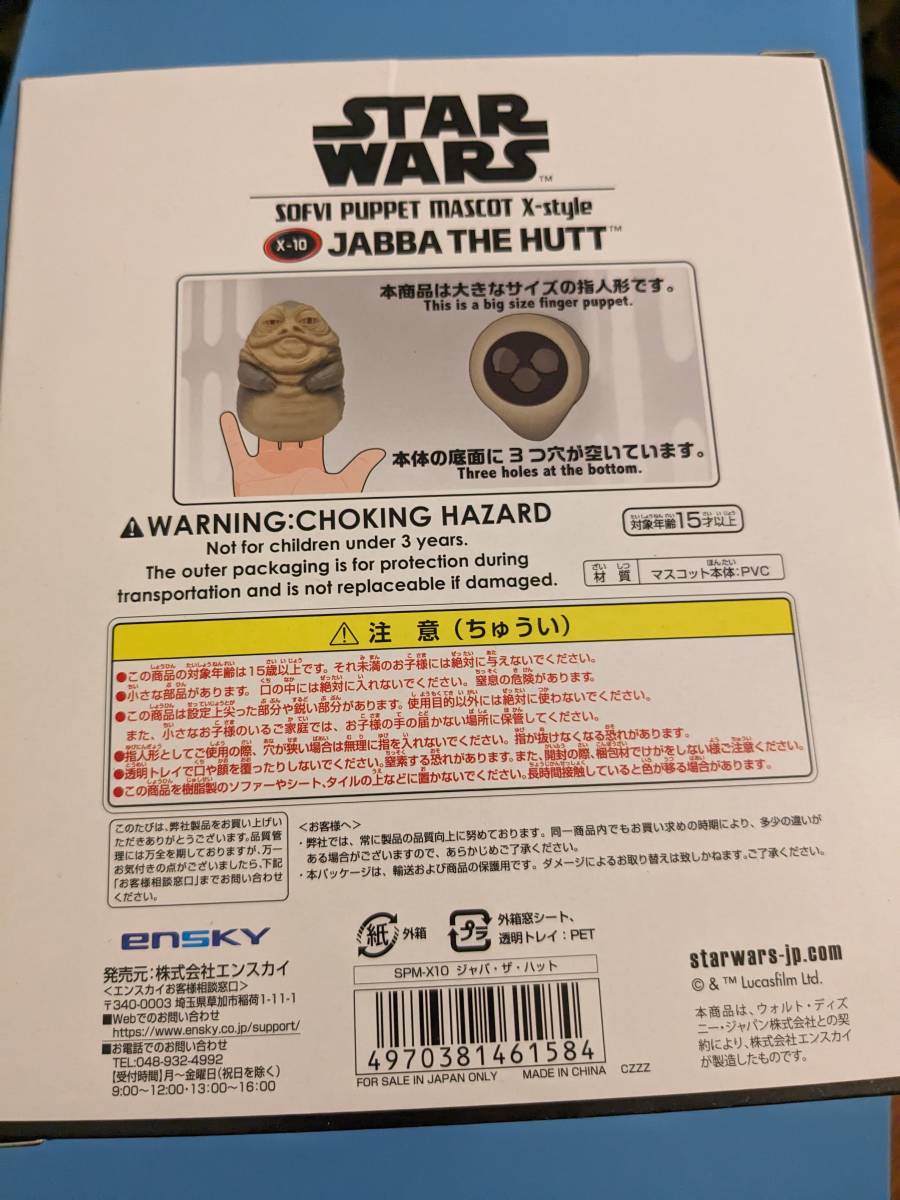 STAR
WARS™
SOFVI PUPPET MASCOT X-style
X-10 JABBA THE HUTT™
本商品は大きなサイズの指人形です。
This is a big size finger puppet.
本体の底面に3つ穴が空いています。
Three holes at the bottom.
⚠WARNING:CHOKING HAZARD
Not for children under 3 years.
The outer packaging is for protection during
transportation and is not replaceable if damaged.
対象年齢15才以上
材質 マスコット本体:PVC
⚠注 意(ちゅうい)
●この商品の対象年齢は15歳以上です。それ未満のお子様には絶対に与えないでください。
●小さな部品があります。口の中には絶対に入れないでください。窒息の危険があります。
●この商品は設定上尖った部分や鋭い部分があります。使用目的以外には絶対に使わないでください。
また、小さなお子様のいるご家庭では、お子様の手の届かない場所に保管してください。
●指人形としてご使用の際、穴が狭い場合は無理に指を入れないでください。指が抜けなくなる恐れがあります。
●透明トレイで口や顔を覆ったりしないでください。窒素する恐れがあります。また、開封の際、梱包材でけがをしない様ご注意ください。
●この商品を樹脂製のソファーやシート、タイルの上などに置かないでください。長時間接触していると色が移る場合があります。
このたびは、弊社製品をお買い上げい
ただきありがとうございます。品質管
理には万全を期しておりますが、万一
お気付きの点がございましたら、下記
「お客様相談窓口」までお問い合わせ
ください。
<お客様へ>
・弊社では、常に製品の品質向上に努めております。同一商品内でもお買い求めの時期により、多少の違いが
ある場合がございますので、あらかじめご了承ください。
・本パッケージは、輸送および商品の保護用です。ダメージによるお取り替えは致しかねます。ご了承ください。
ensky
発売元:株式会社エンスカイ
<エンスカイお客様相談窓口>
〒340-0003 埼玉県草加市稲荷1-11-1
■Webでのお問い合わせ
https://www.ensky.co.jp/support/
■お電話でのお問い合わせ
TEL:048-932-4992
【受付時間】月~金曜日(祝日を除く)
9:00~12:00・13:00~16:00
紙 外箱
プラ 外箱窓シート、
透明トレイ:PET
SPM-X10 ジャバ・ザ・ハット
4970381461584
FOR SALE IN JAPAN ONLY MADE IN CHINA CZZZ
starwars-jp.com
© & ™ Lucasfilm Ltd.
本商品は、ウォルト・ディズ
ニー・ジャパン株式会社との契
約により、株式会社エンスカイ
が製造したものです。